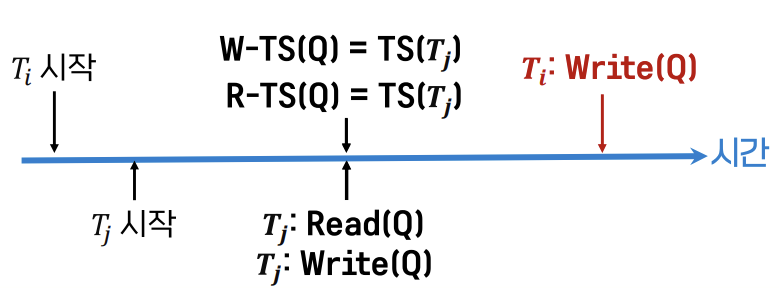 T_i 시작
W-TS(Q) = TS(T_j)
R-TS(Q) = TS(T_j)
T_i: Write(Q)
시간
T_j 시작
T_j: Read(Q)
T_j: Write(Q)